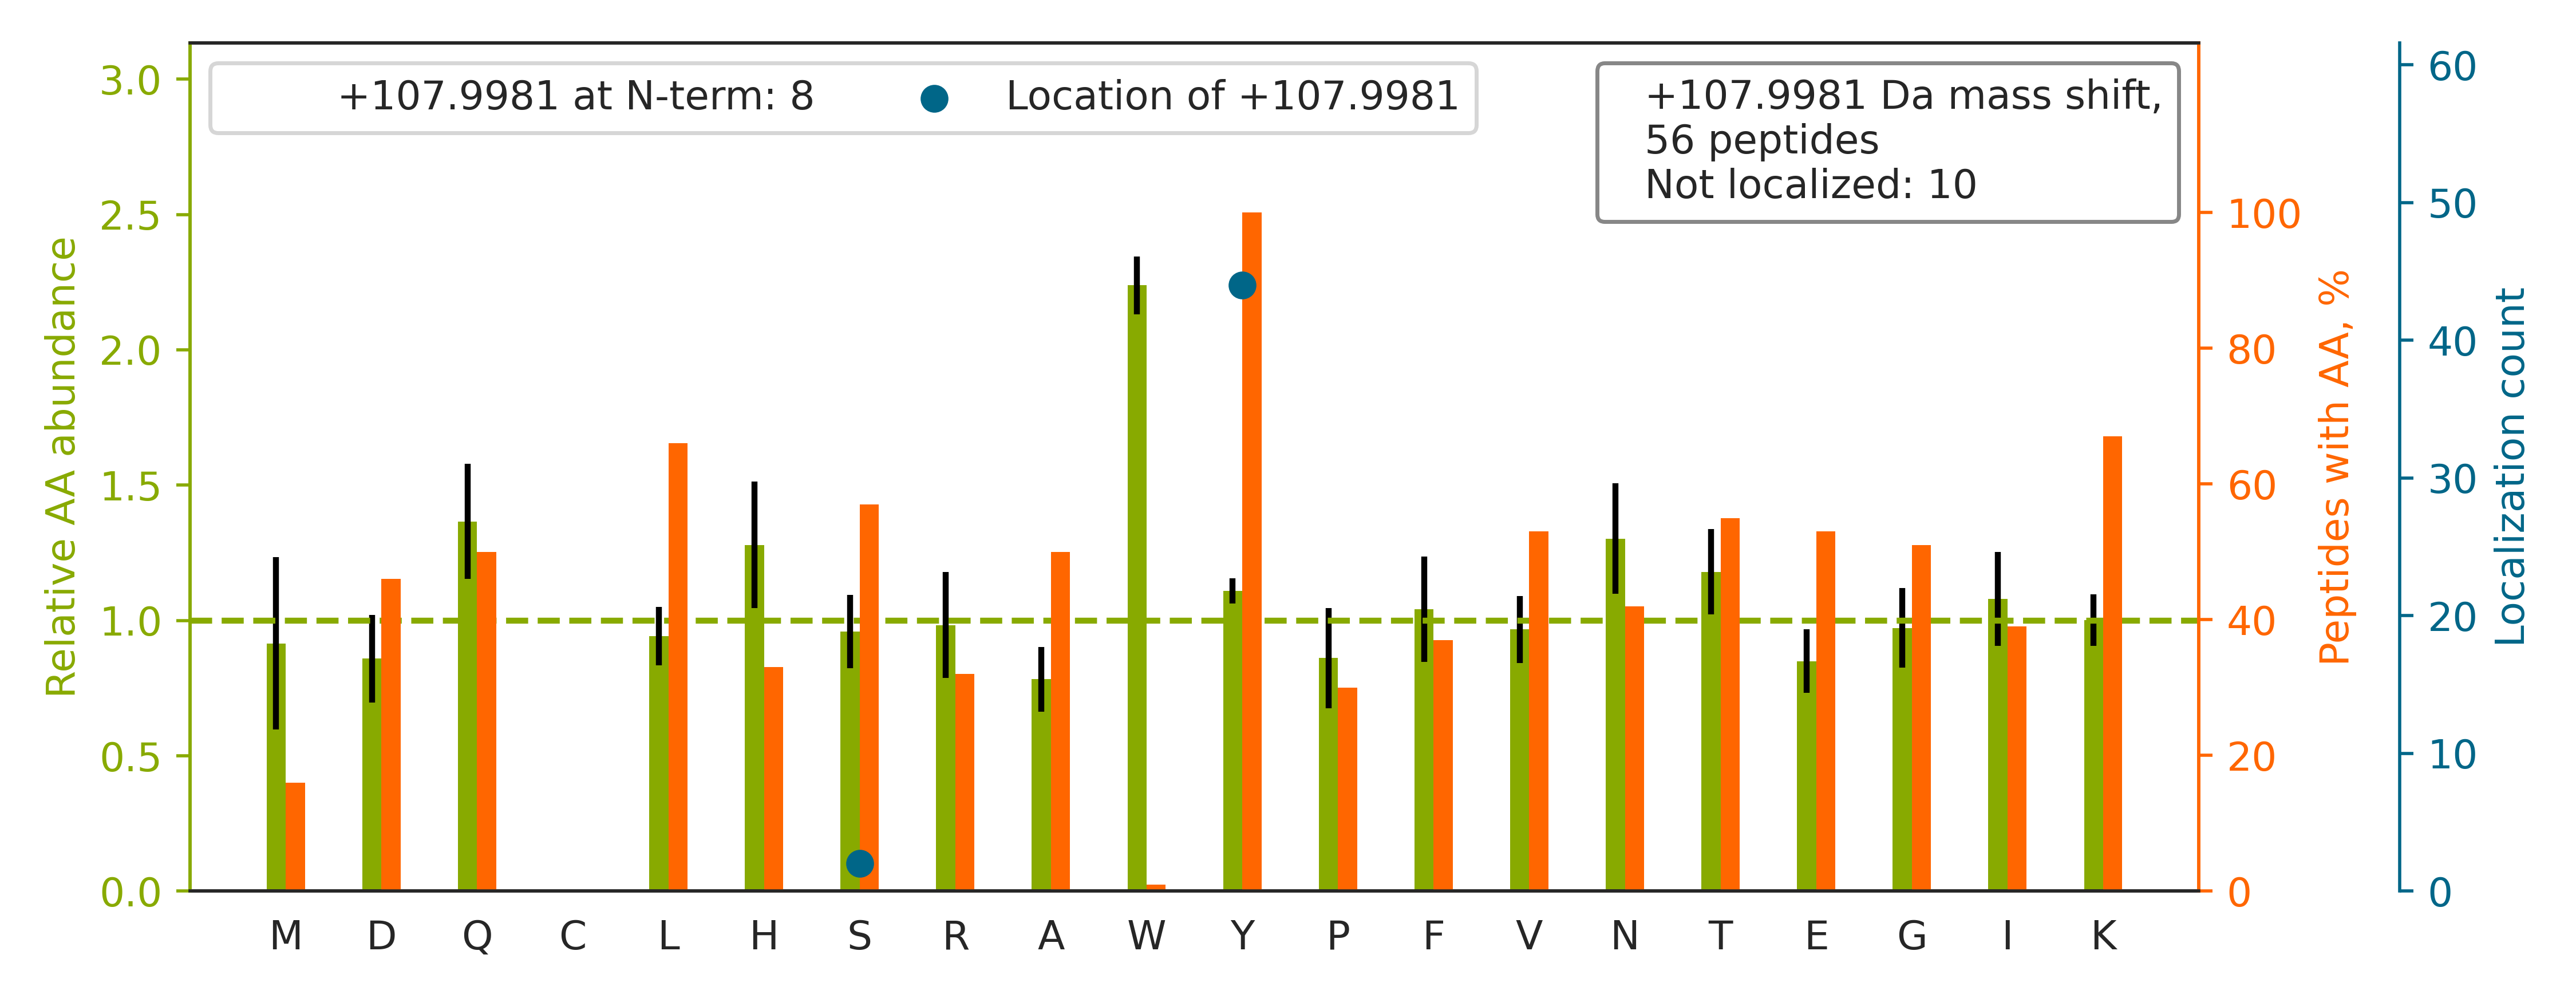 +107.9981 at N-term: 8
Location of +107.9981
+107.9981 Da mass shift,
56 peptides
Not localized: 10
Relative AA abundance
3.0
2.5
2.0
1.5
1.0
0.5
0.0
M D Q C L H S R A W Y P F V N T E G I K
100
80
60
40
20
0
Peptides with AA, %
60
50
40
30
20
10
0
Localization count